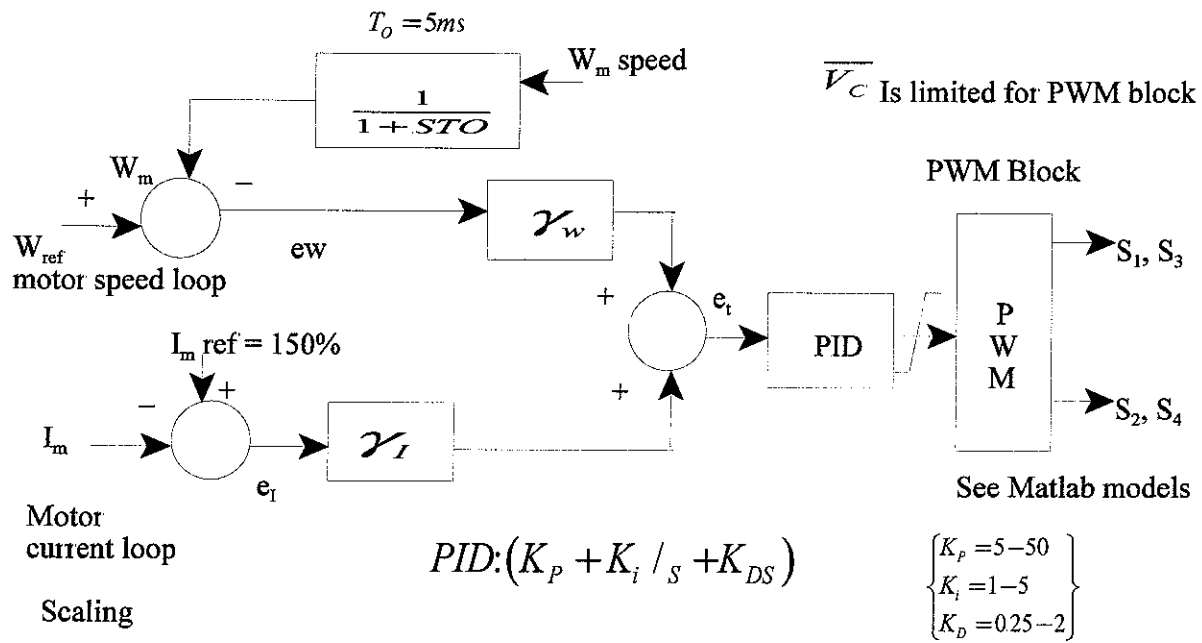 T_O = 5ms
W_m speed
\overline{V_C} Is limited for PWM block
1
1 + STO
W_m
−
+
PWM Block
γ_w
W_ref
motor speed loop
ew
S_1, S_3
+
e_t
PID
P
W
M
I_m ref = 150%
+
−
+
S_2, S_4
I_m
γ_I
e_I
See Matlab models
Motor
current loop
PID:(K_P + K_i /_S + K_DS)
K_P = 5−50
K_i = 1−5
K_D = 0.25−2
Scaling